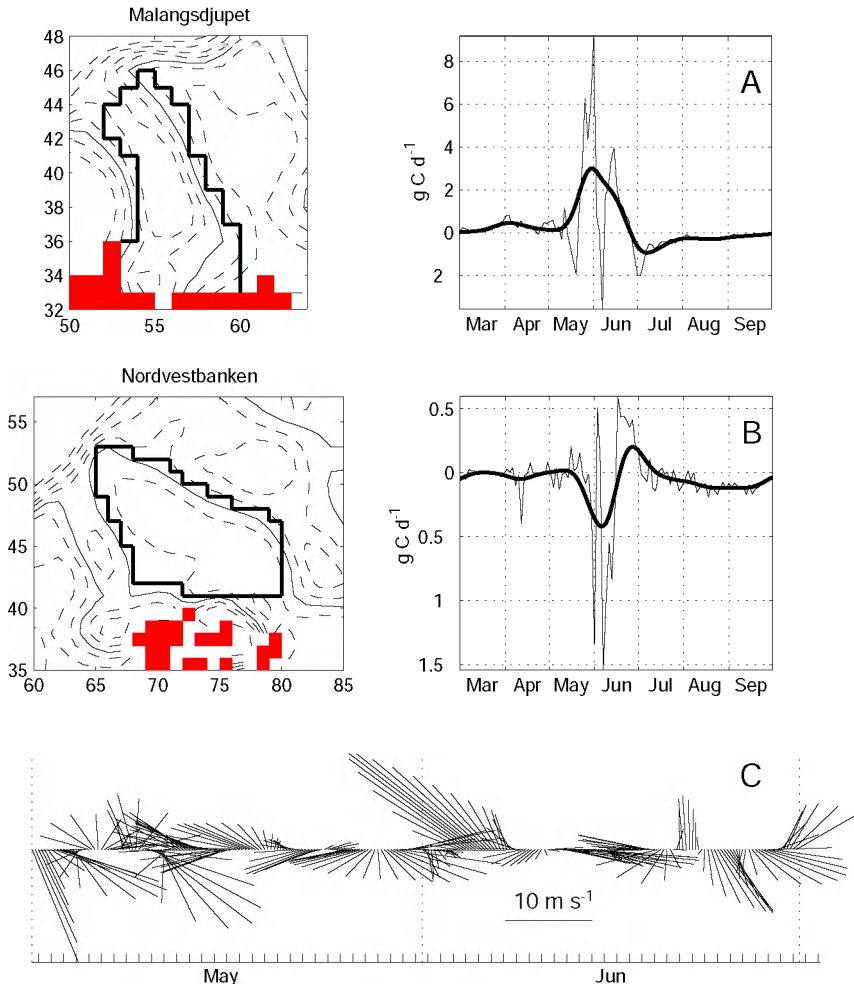 Malangsdjupet
48
46
44
42
40
38
36
34
32
50 55 60
A
8
6
4
2
0
2
g C d-1
Mar Apr May Jun Jul Aug Sep
Nordvestbanken
55
50
45
40
35
60 65 70 75 80 85
B
0.5
0
0.5
1
1.5
g C d-1
Mar Apr May Jun Jul Aug Sep
C
10 m s-1
May Jun